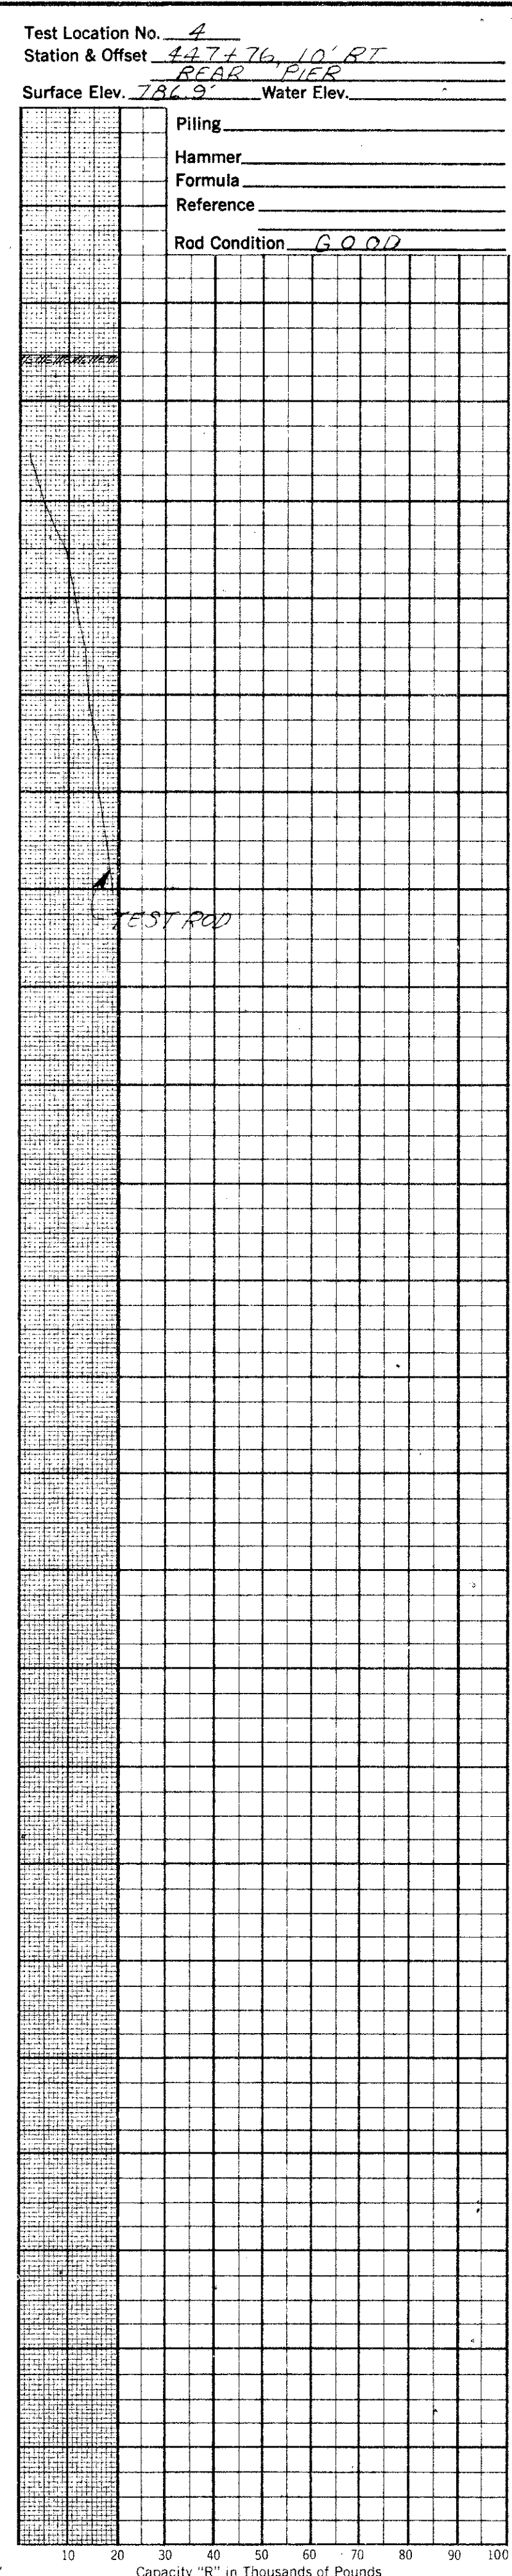 Test Location No. 4
Station & Offset 447+76, 10' RT
REAR PIER
Surface Elev. 786.9' Water Elev.
Piling
Hammer
Formula
Reference
Rod Condition GOOD
TEST ROD
10 20 30 40 50 60 70 80 90 100
Capacity "R" in Thousands of Pounds